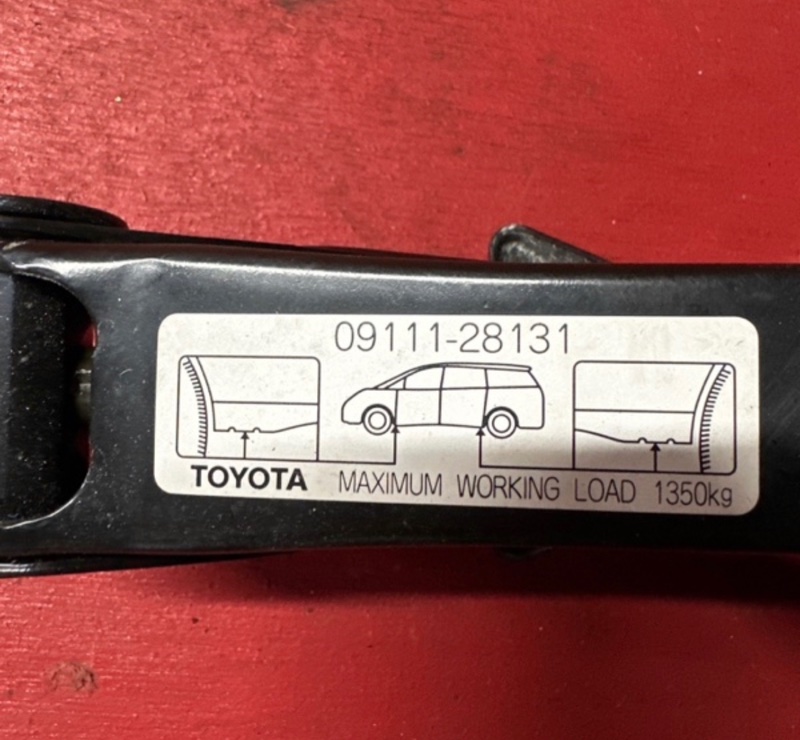 09111-28131
TOYOTA MAXIMUM WORKING LOAD 1350kg